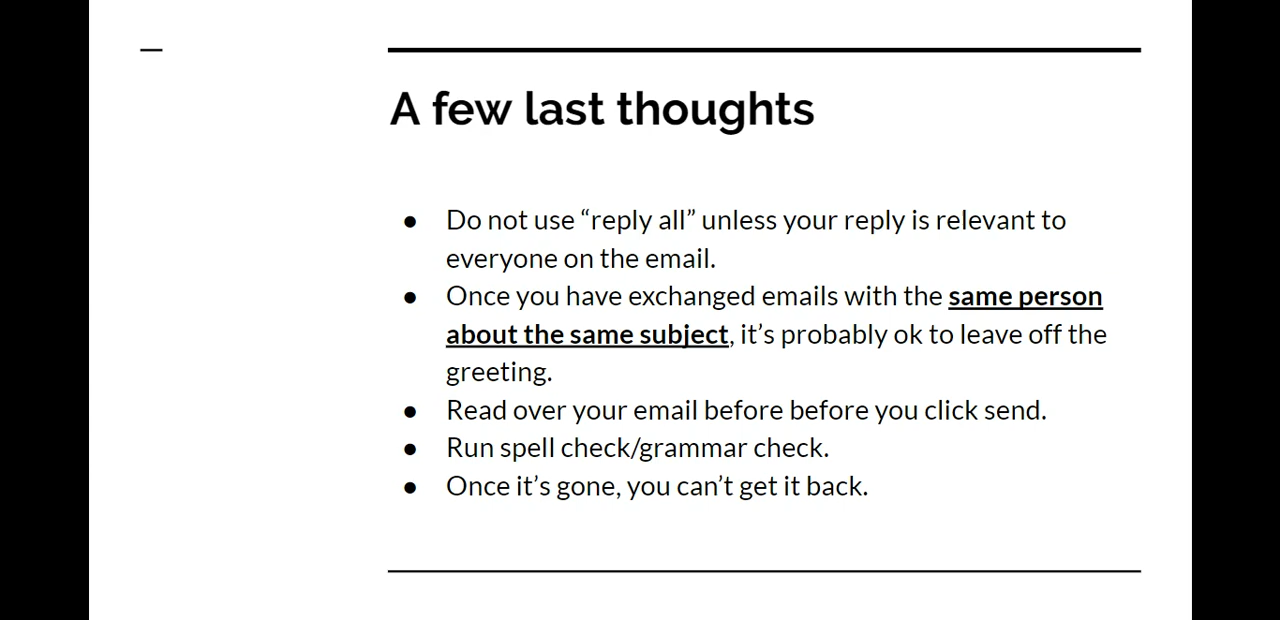 A few last thoughts
● Do not use “reply all” unless your reply is relevant to
everyone on the email.
● Once you have exchanged emails with the same person
about the same subject, it’s probably ok to leave off the
greeting.
● Read over your email before before you click send.
● Run spell check/grammar check.
● Once it’s gone, you can’t get it back.